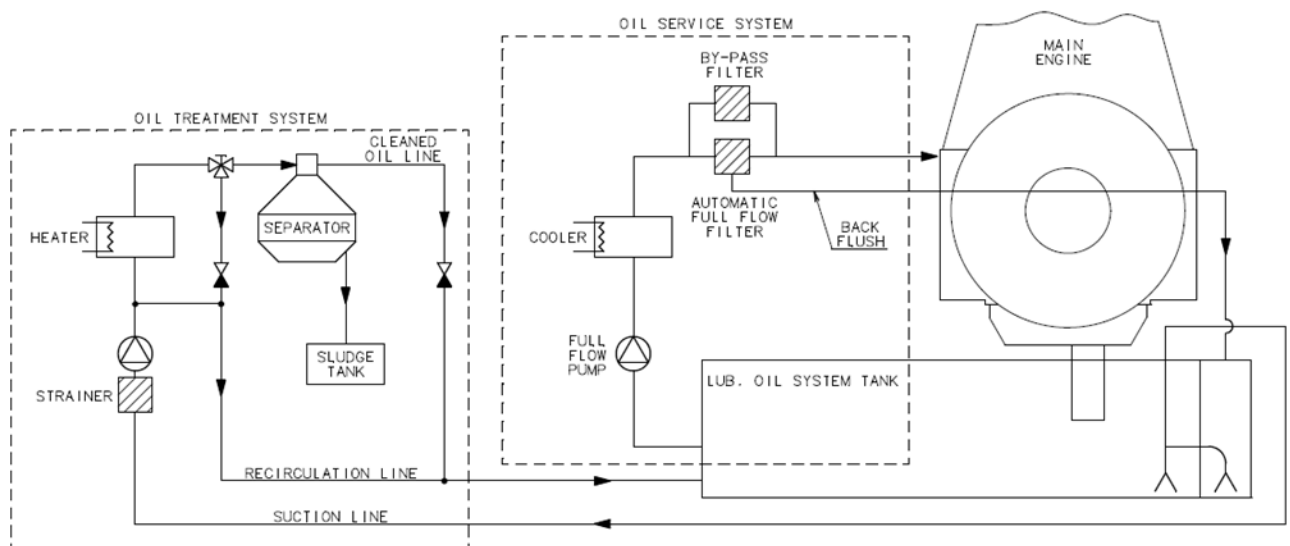 OIL SERVICE SYSTEM
MAIN
ENGINE
BY-PASS
FILTER
OIL TREATMENT SYSTEM
CLEANED
OIL LINE
AUTOMATIC
FULL FLOW
FILTER
BACK
FLUSH
HEATER
SEPARATOR
COOLER
SLUDGE
TANK
FULL
FLOW
PUMP
LUB. OIL SYSTEM TANK
STRAINER
RECIRCULATION LINE
SUCTION LINE